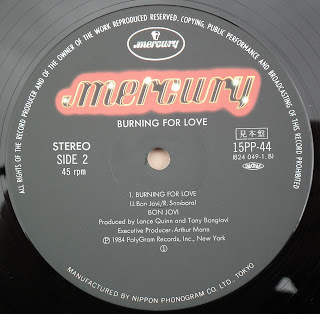 ALL RIGHTS OF THE RECORD PRODUCER AND OF THE OWNER OF THE WORK REPRODUCED RESERVED. COPYING, PUBLIC PERFORMANCE AND BROADCASTING OF THIS RECORD PROHIBITED
mercury
mercury
BURNING FOR LOVE
STEREO
SIDE 2
45 rpm
見本盤
15PP-44
(824 049-1, B)
1. BURNING FOR LOVE
(J.Bon Jovi/R. Sambora)
BON JOVI
Produced by Lance Quinn and Tony Bongiovi
Executive Producer: Arthur Mann
Ⓟ 1984 PolyGram Records, Inc., New York
MANUFACTURED BY NIPPON PHONOGRAM CO., LTD., TOKYO